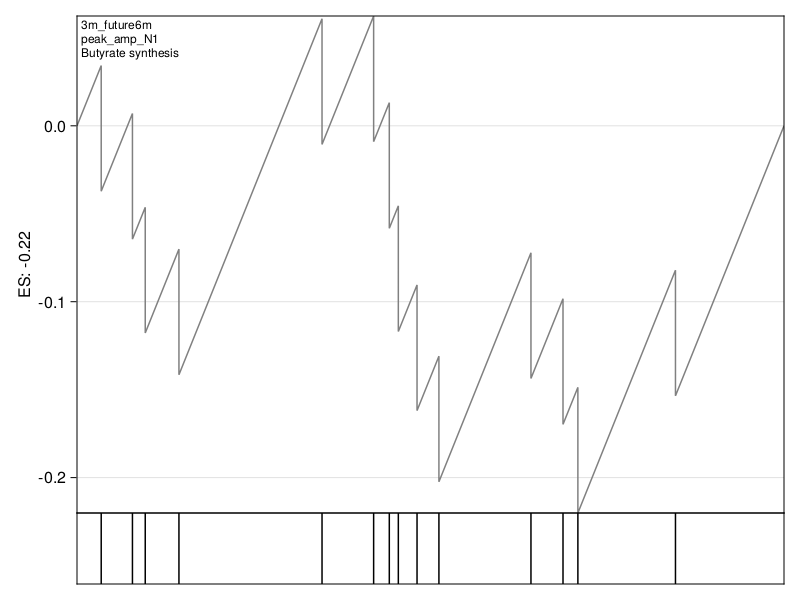 3m_future6m
peak_amp_N1
Butyrate synthesis
0.0
-0.1
-0.2
ES: -0.22